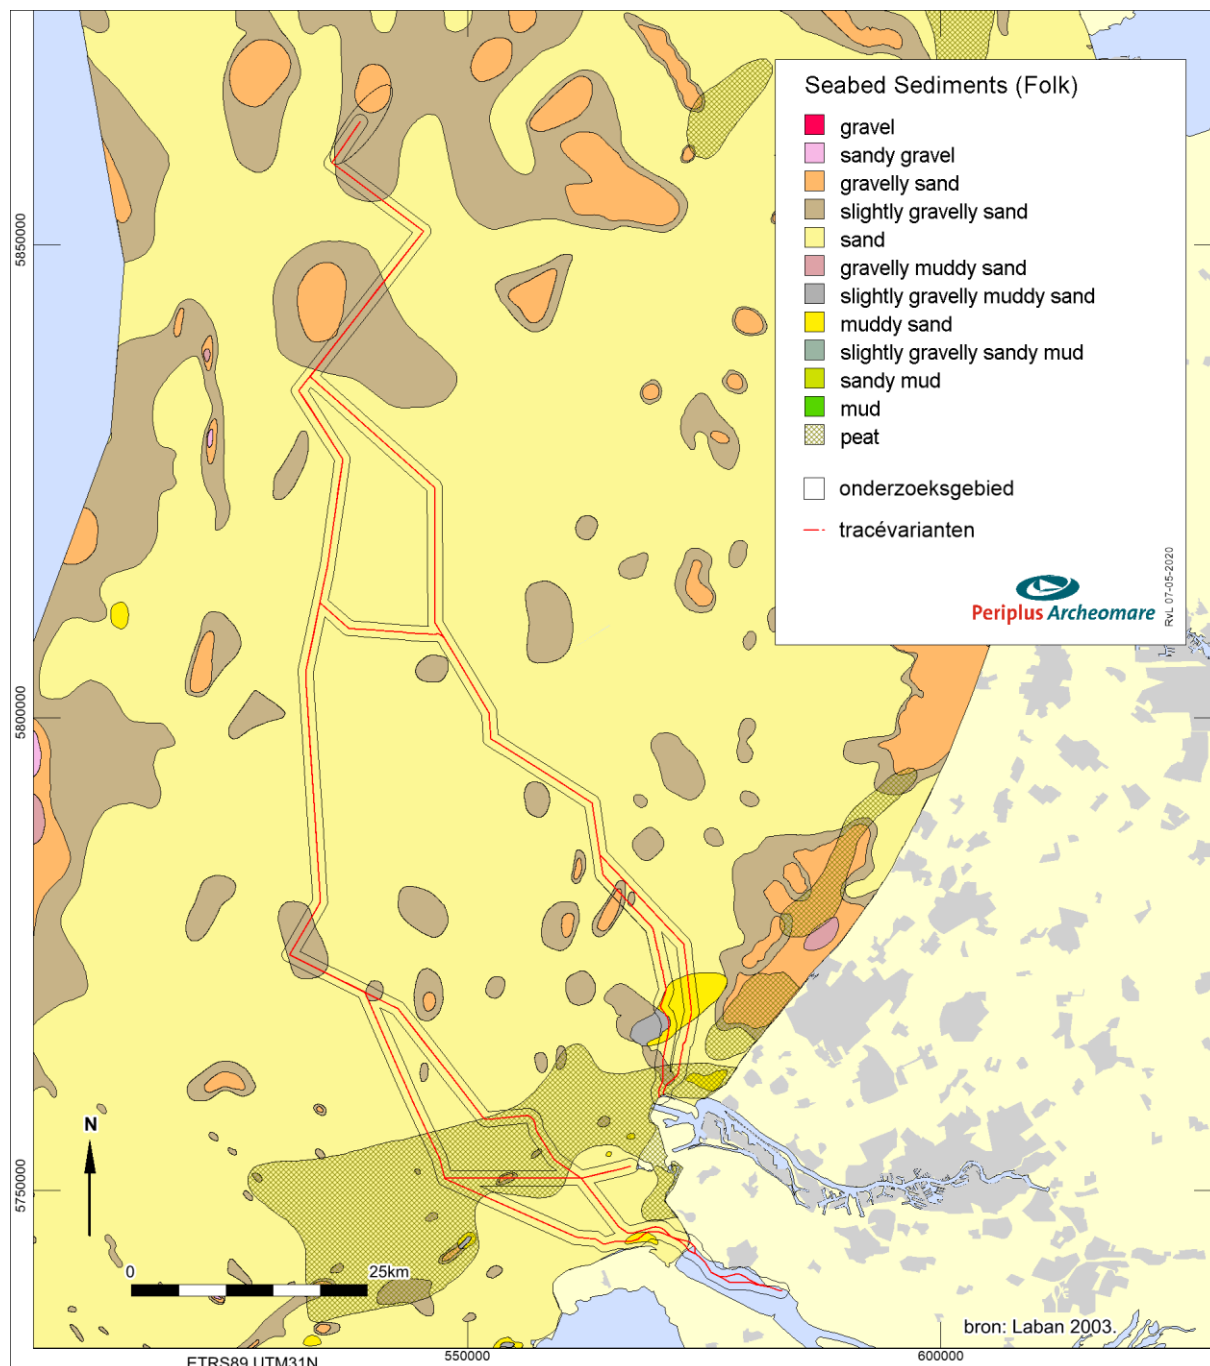 Seabed Sediments (Folk)
gravel
sandy gravel
gravelly sand
slightly gravelly sand
sand
gravelly muddy sand
slightly gravelly muddy sand
muddy sand
slightly gravelly sandy mud
sandy mud
mud
peat
onderzoeksgebied
tracévarianten
Periplus Archeomare
RvL 07-05-2020
5850000
5800000
5750000
N
0 25km
bron: Laban 2003.
ETRS89 UTM31N
550000
600000